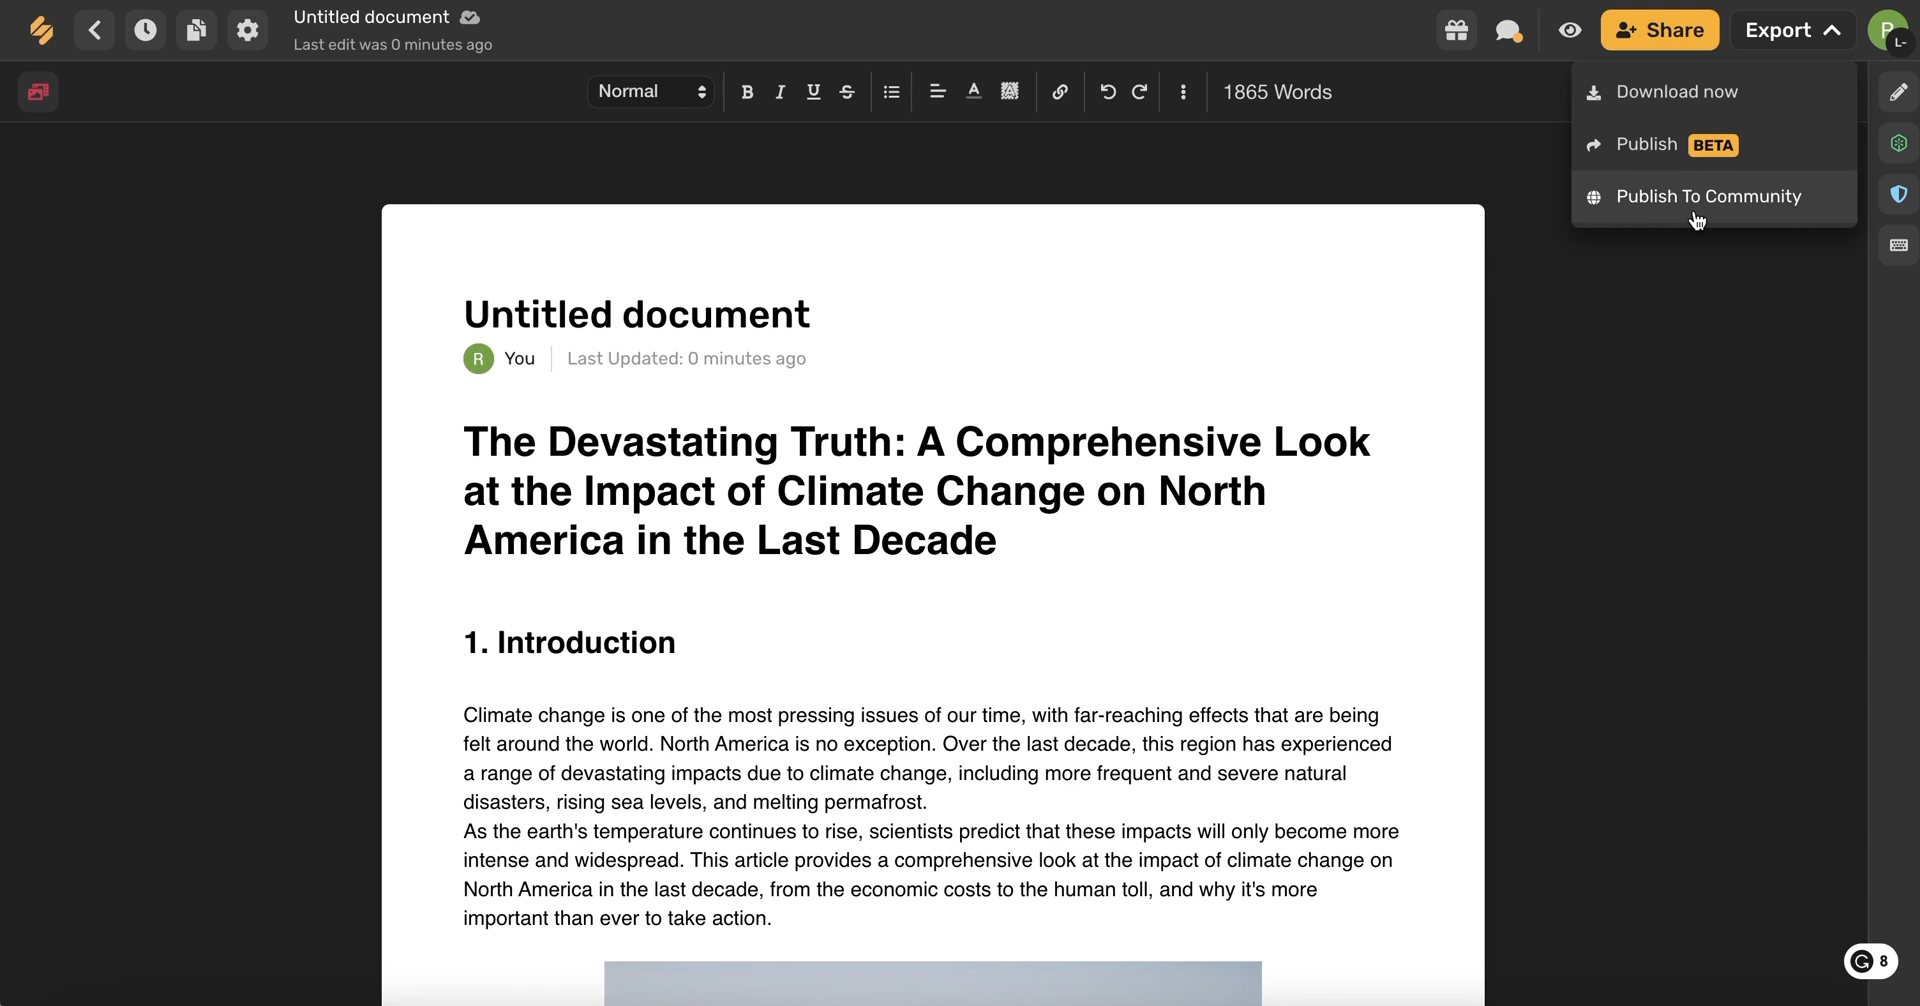 Untitled document
Last edit was 0 minutes ago
Share
Export
R
L-
Normal
B I U S
A
1865 Words
Download now
Publish BETA
Publish To Community
Untitled document
R You Last Updated: 0 minutes ago
The Devastating Truth: A Comprehensive Look
at the Impact of Climate Change on North
America in the Last Decade
1. Introduction
Climate change is one of the most pressing issues of our time, with far-reaching effects that are being
felt around the world. North America is no exception. Over the last decade, this region has experienced
a range of devastating impacts due to climate change, including more frequent and severe natural
disasters, rising sea levels, and melting permafrost.
As the earth's temperature continues to rise, scientists predict that these impacts will only become more
intense and widespread. This article provides a comprehensive look at the impact of climate change on
North America in the last decade, from the economic costs to the human toll, and why it's more
important than ever to take action.
8